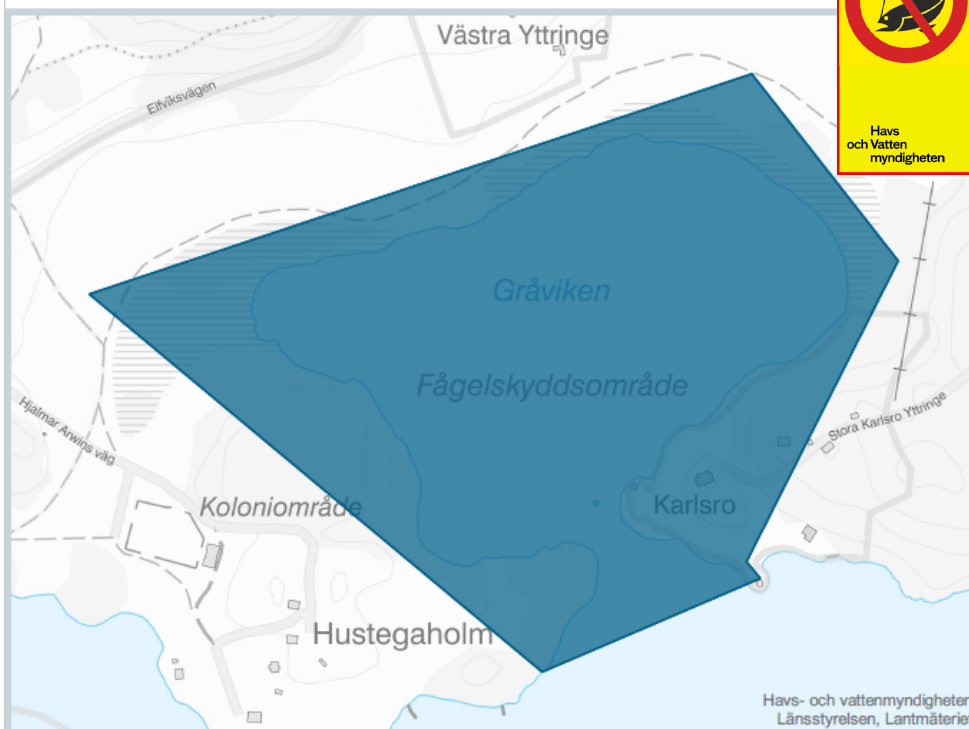 Västra Yttringe
Elfviksvägen
Havs
och Vatten
myndigheten
Gråviken
Fågelskyddsområde
Hjalmar Arwins väg
Stora Karlsro Yttringe
Koloniområde
Karlsro
Hustegaholm
Havs- och vattenmyndigheten
Länsstyrelsen, Lantmäteriet